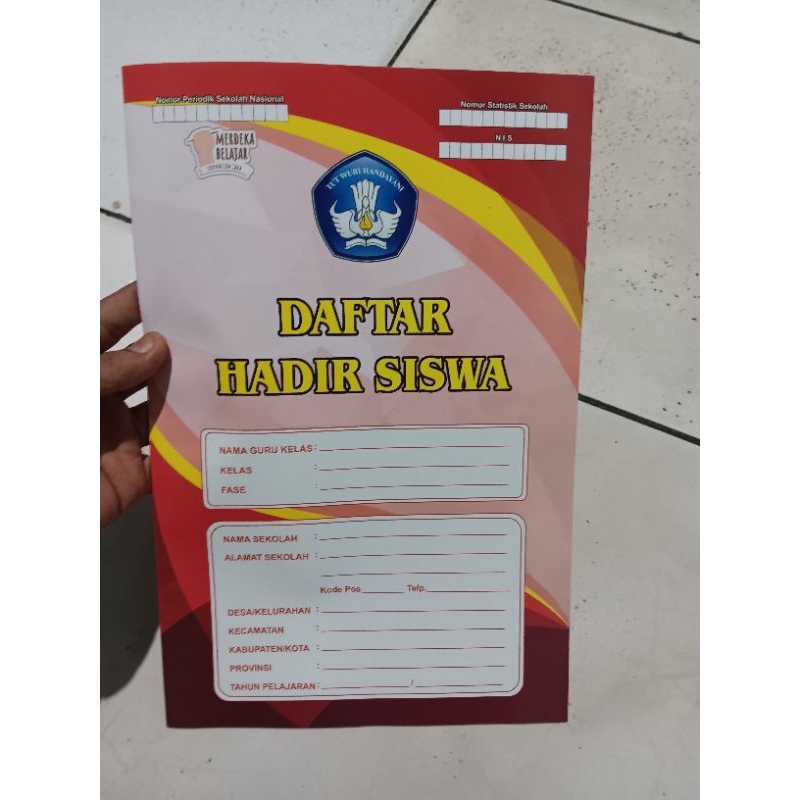 Nomor Periodik Sekolah Nasional
Nomor Statistik Sekolah
N I S
MERDEKA
BELAJAR
TUT WURI HANDAYANI
DAFTAR
HADIR SISWA
NAMA GURU KELAS :
KELAS :
FASE :
NAMA SEKOLAH :
ALAMAT SEKOLAH :
Kode Pos Telp.
DESA/KELURAHAN :
KECAMATAN :
KABUPATEN/KOTA :
PROVINSI :
TAHUN PELAJARAN : /